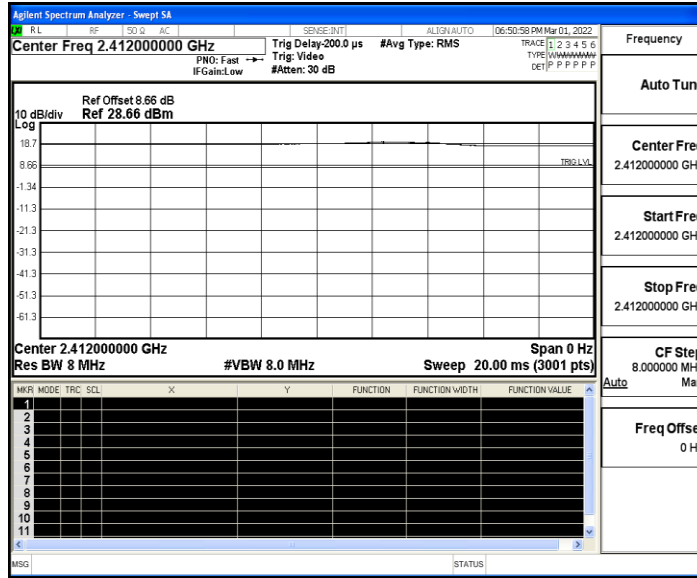 Agilent Spectrum Analyzer - Swept SA
RL RF 50 Ω AC SENSE:INT ALIGNAUTO 06:50:58 PM Mar 01, 2022
Center Freq 2.412000000 GHz
PNO: Fast
IFGain:Low
Trig Delay-200.0 µs
Trig: Video
#Atten: 30 dB
#Avg Type: RMS
TRACE 1 2 3 4 5 6
TYPE
DET P P P P P P
Ref Offset 8.66 dB
10 dB/div Ref 28.66 dBm
Log
18.7
8.66
TRIG LVL
-1.34
-11.3
-21.3
-31.3
-41.3
-51.3
-61.3
Center 2.412000000 GHz Span 0 Hz
Res BW 8 MHz #VBW 8.0 MHz Sweep 20.00 ms (3001 pts)
MKR MODE TRC SCL X Y FUNCTION FUNCTION WIDTH FUNCTION VALUE
1
2
3
4
5
6
7
8
9
10
11
MSG STATUS
Frequency
Auto Tun
Center Fre
2.412000000 GH
Start Fre
2.412000000 GH
Stop Fre
2.412000000 GH
CF Step
8.000000 MH
Auto Ma
Freq Offse
0 H